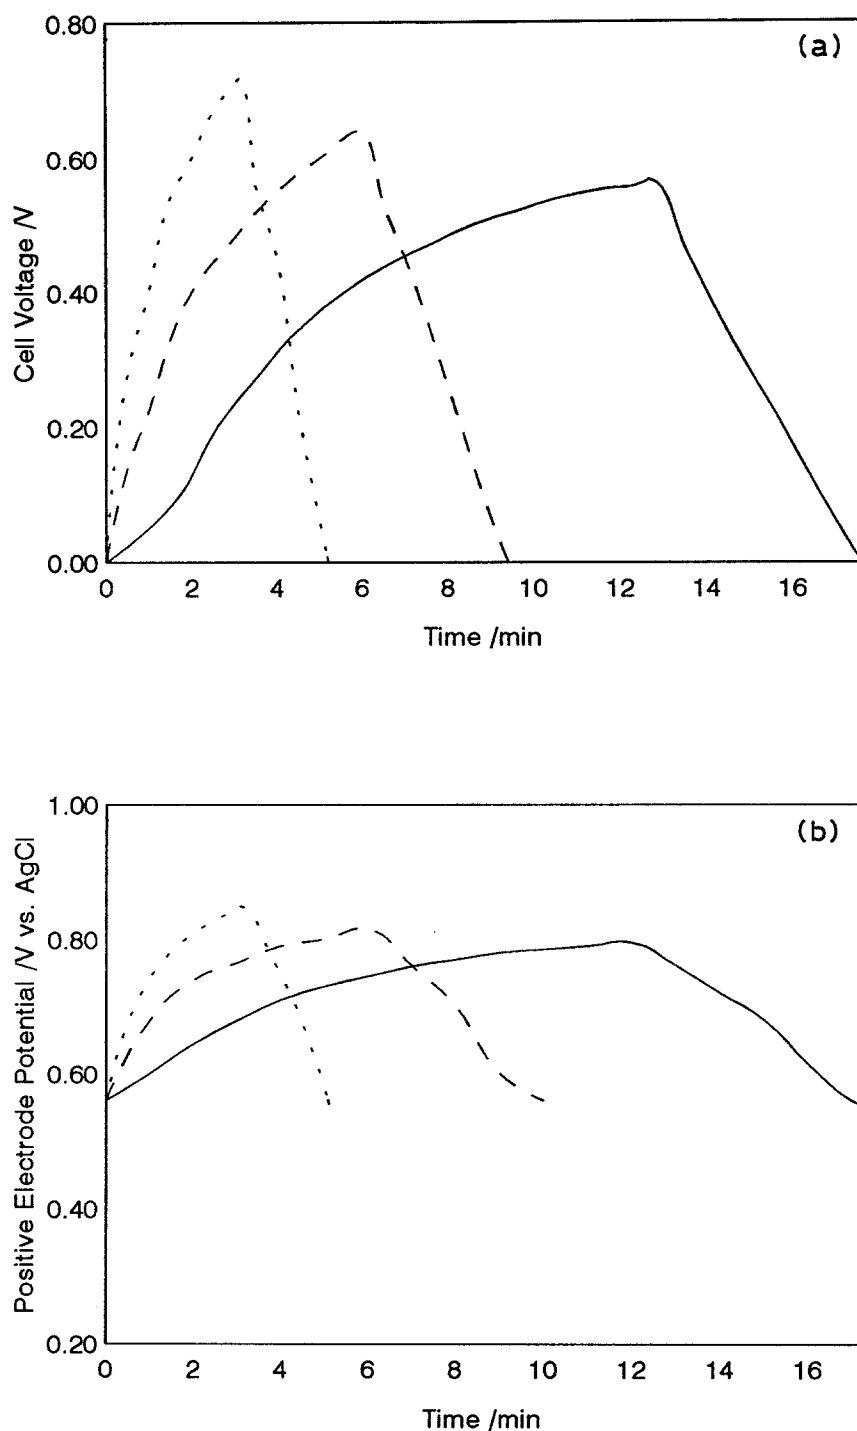 (a)
0.80
0.60
0.40
0.20
0.00
Cell Voltage /V
0 2 4 6 8 10 12 14 16
Time /min
(b)
1.00
0.80
0.60
0.40
0.20
Positive Electrode Potential /V vs. AgCl
0 2 4 6 8 10 12 14 16
Time /min